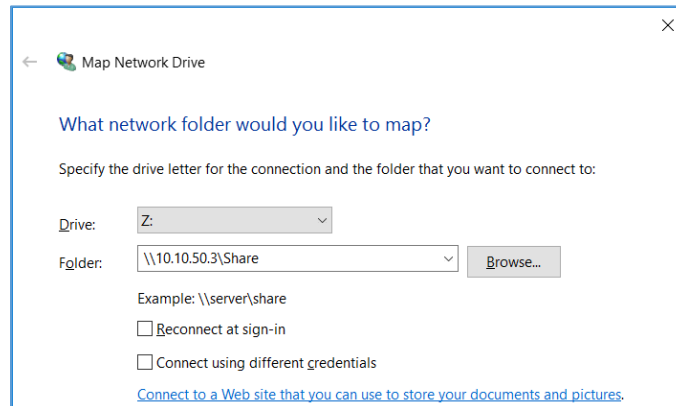 Map Network Drive
What network folder would you like to map?
Specify the drive letter for the connection and the folder that you want to connect to:
Drive: Z:
Folder: \\10.10.50.3\Share Browse...
Example: \\server\share
Reconnect at sign-in
Connect using different credentials
Connect to a Web site that you can use to store your documents and pictures.